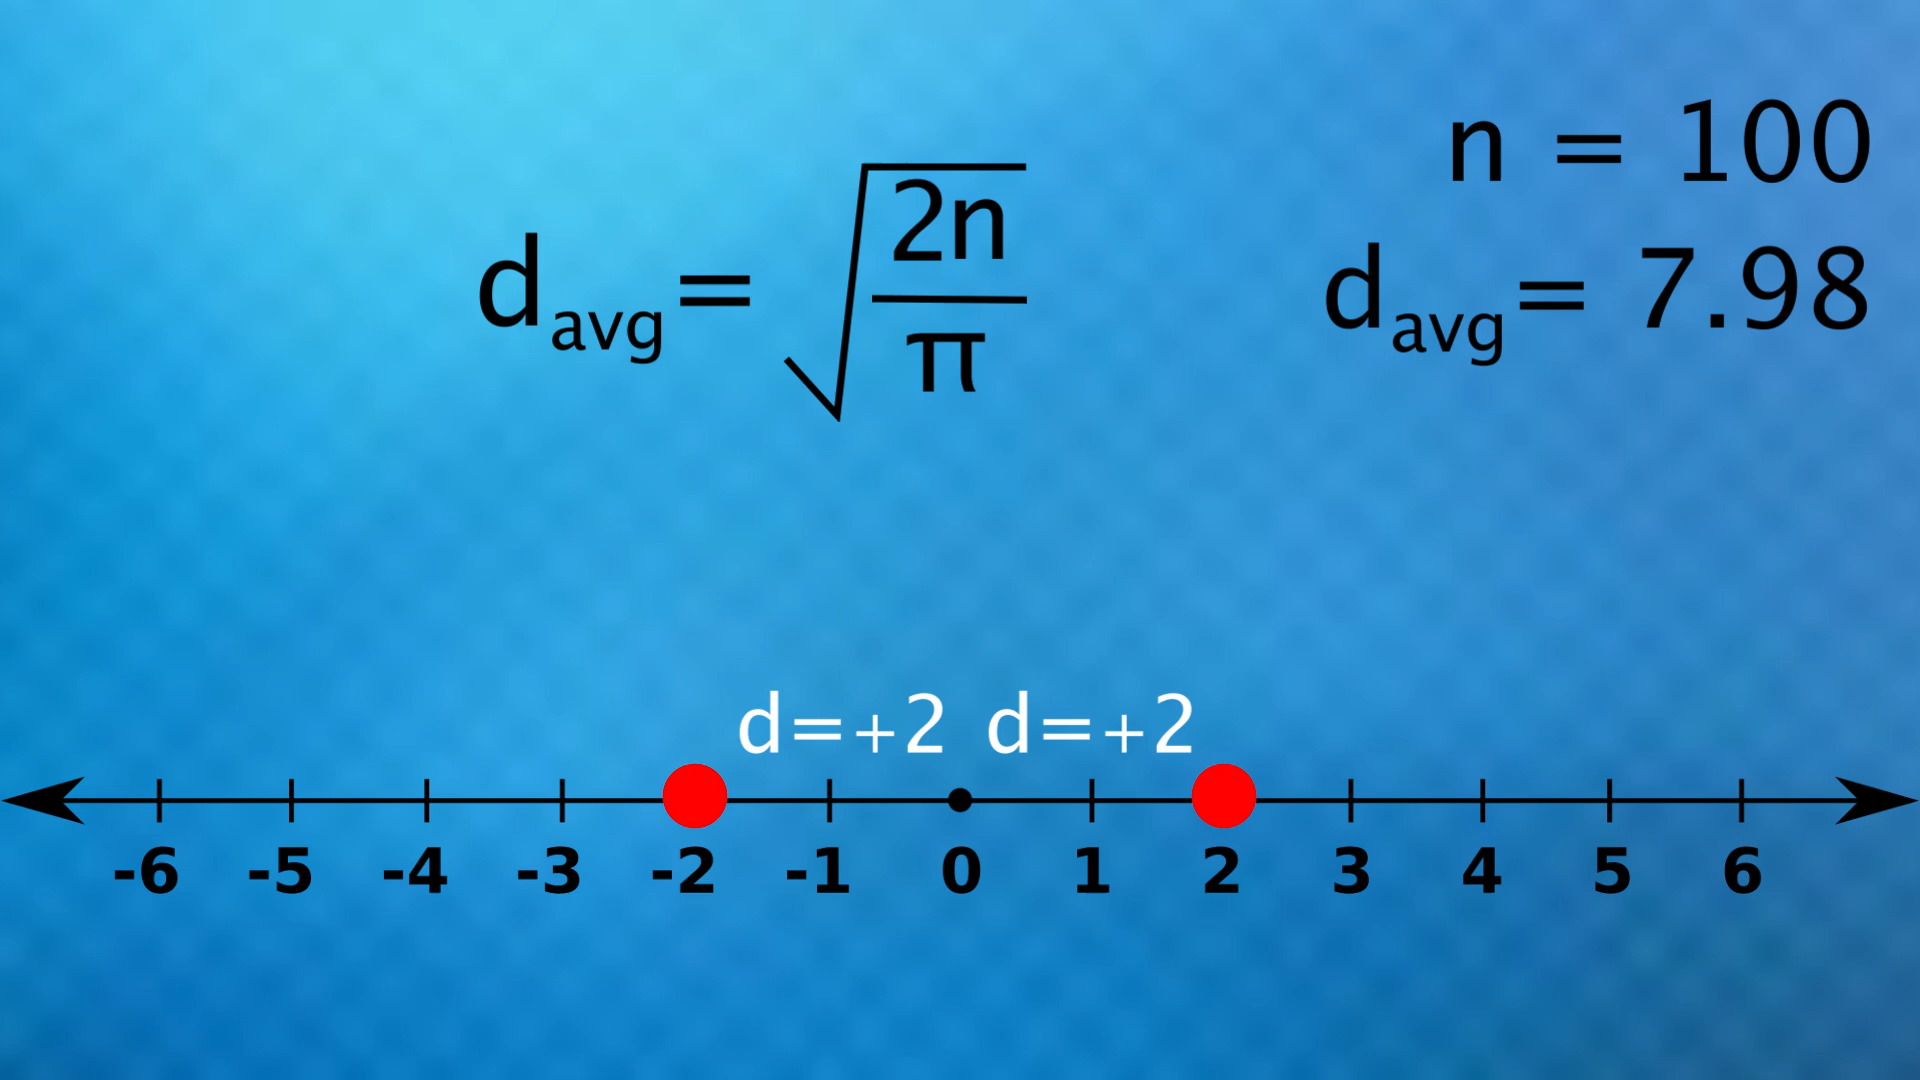 n = 100
d_avg = √(2n/π)
d_avg = 7.98
d=+2 d=+2
-6 -5 -4 -3 -2 -1 0 1 2 3 4 5 6